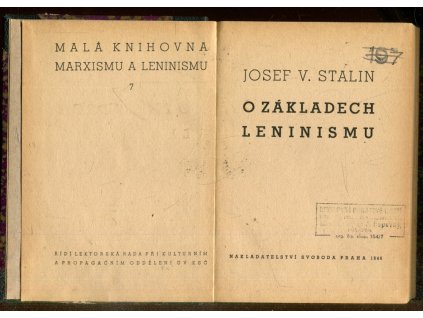 MALÁ KNIHOVNA
MARXISMU A LENINISMU
7
ŘÍDÍ LEKTORSKÁ RADA PŘI KULTURNÍM
A PROPAGAČNÍM ODDĚLENÍ ÚV KSČ
JOSEF V. STALIN
O ZÁKLADECH
LENINISMU
NAKLADATELSTVÍ SVOBODA PRAHA